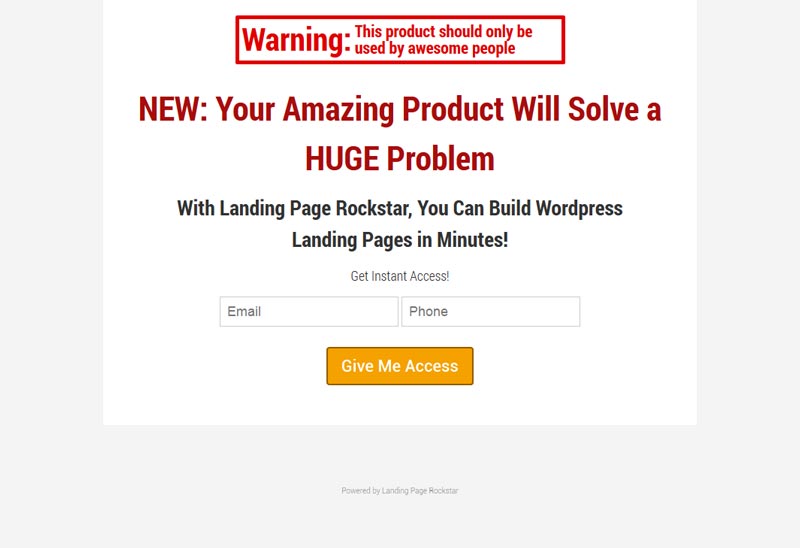 Warning: This product should only be
used by awesome people
NEW: Your Amazing Product Will Solve a
HUGE Problem
With Landing Page Rockstar, You Can Build Wordpress
Landing Pages in Minutes!
Get Instant Access!
Email Phone
Give Me Access
Powered by Landing Page Rockstar